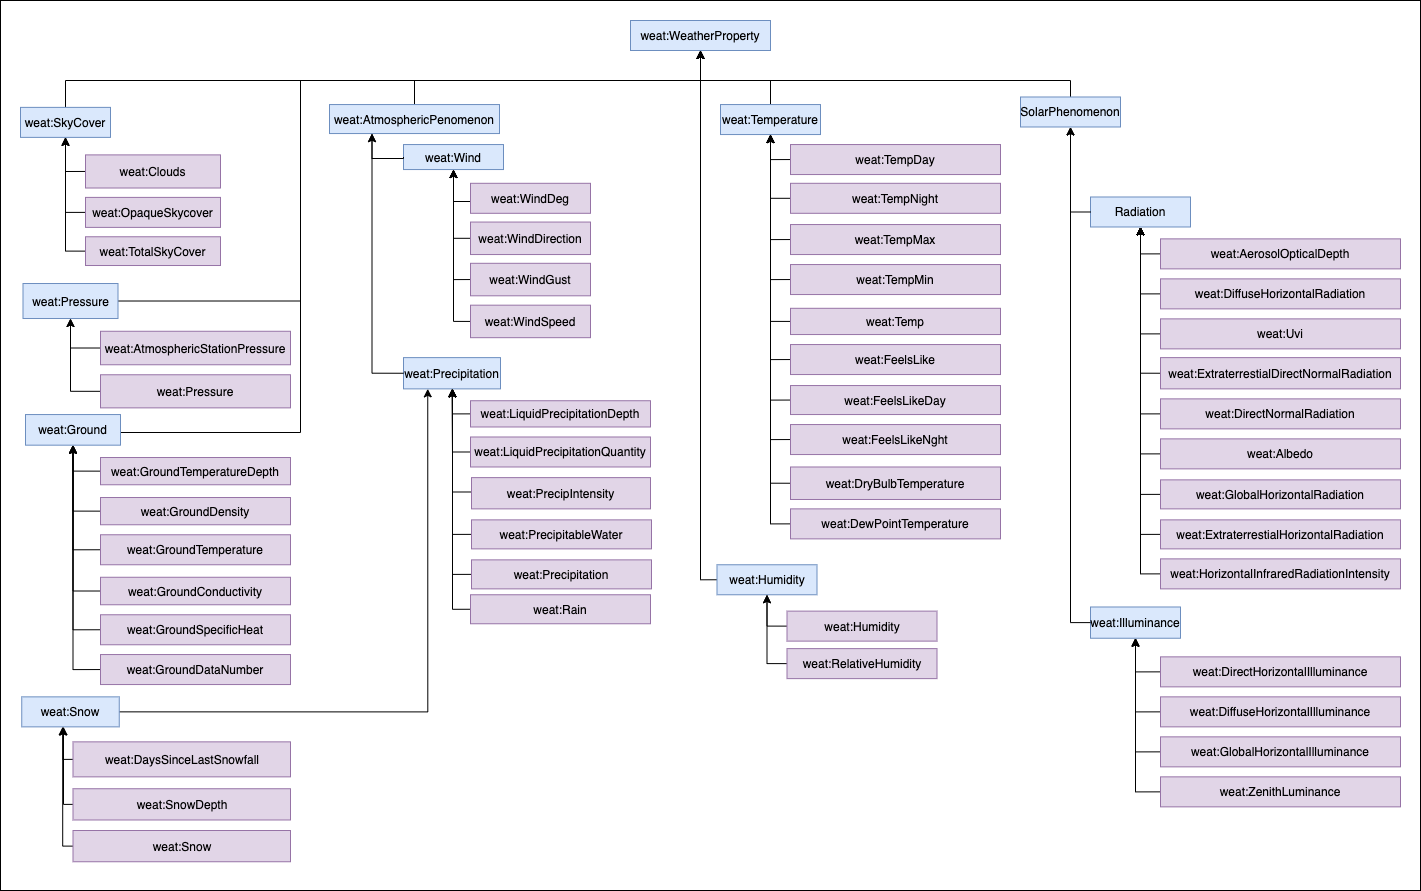 weat:WeatherProperty
weat:SkyCover
weat:Clouds
weat:OpaqueSkycover
weat:TotalSkyCover
weat:Pressure
weat:AtmosphericStationPressure
weat:Pressure
weat:Ground
weat:GroundTemperatureDepth
weat:GroundDensity
weat:GroundTemperature
weat:GroundConductivity
weat:GroundSpecificHeat
weat:GroundDataNumber
weat:Snow
weat:DaysSinceLastSnowfall
weat:SnowDepth
weat:Snow
weat:AtmosphericPenomenon
weat:Wind
weat:WindDeg
weat:WindDirection
weat:WindGust
weat:WindSpeed
weat:Precipitation
weat:LiquidPrecipitationDepth
weat:LiquidPrecipitationQuantity
weat:PrecipIntensity
weat:PrecipitableWater
weat:Precipitation
weat:Rain
weat:Temperature
weat:TempDay
weat:TempNight
weat:TempMax
weat:TempMin
weat:Temp
weat:FeelsLike
weat:FeelsLikeDay
weat:FeelsLikeNght
weat:DryBulbTemperature
weat:DewPointTemperature
weat:Humidity
weat:Humidity
weat:RelativeHumidity
SolarPhenomenon
Radiation
weat:AerosolOpticalDepth
weat:DiffuseHorizontalRadiation
weat:Uvi
weat:ExtraterrestialDirectNormalRadiation
weat:DirectNormalRadiation
weat:Albedo
weat:GlobalHorizontalRadiation
weat:ExtraterrestialHorizontalRadiation
weat:HorizontalInfraredRadiationIntensity
weat:Illuminance
weat:DirectHorizontalIlluminance
weat:DiffuseHorizontalIlluminance
weat:GlobalHorizontalIlluminance
weat:ZenithLuminance